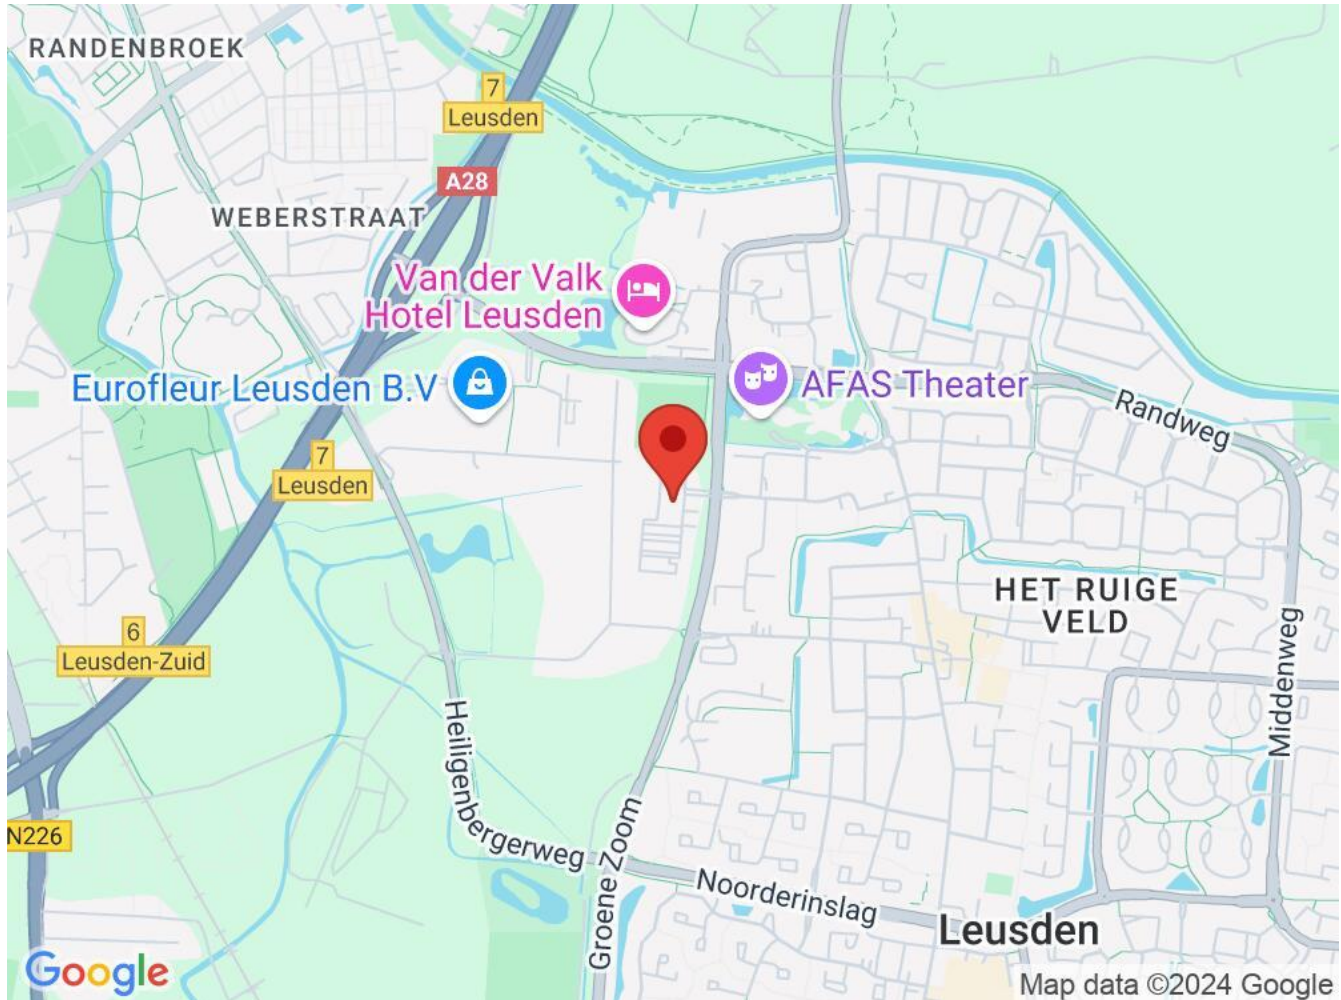 RANDENBROEK
7
Leusden
A28
WEBERSTRAAT
Van der Valk
Hotel Leusden
Eurofleur Leusden B.V
AFAS Theater
Randweg
7
Leusden
HET RUIGE
VELD
6
Leusden-Zuid
Middenweg
Heiligenbergerweg
Groene Zoom
N226
Noorderinslag
Leusden
Google
Map data ©2024 Google